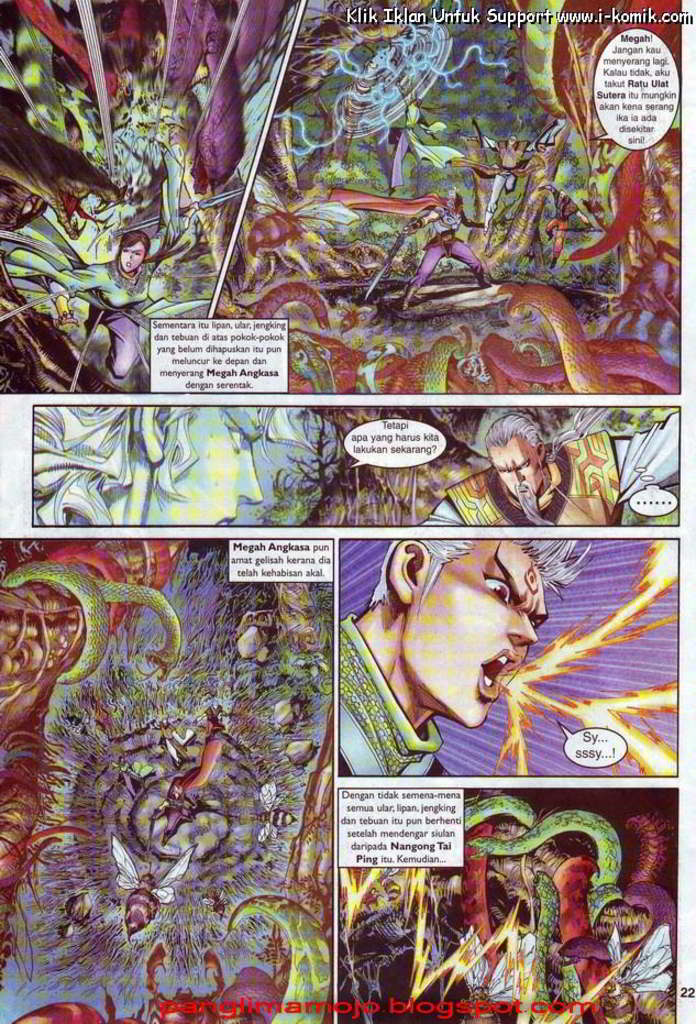 Klik Iklan Untuk Support www.i-komik.com
Megah!
Jangan kau
menyerang lagi.
Kalau tidak, aku
takut Ratu Ulat
Sutera itu mungkin
akan kena serang
ika ia ada
disekitar
sini!
Sementara itu lipan, ular, jengking
dan tebuan di atas pokok-pokok
yang belum dihapuskan itu pun
meluncur ke depan dan
menyerang Megah Angkasa
dengan serentak.
Tetapi
apa yang harus kita
lakukan sekarang?
......
Megah Angkasa pun
amat gelisah kerana dia
telah kehabisan akal.
Sy...
sssy...!
Dengan tidak semena-mena
semua ular, lipan, jengking
dan tebuan itu pun berhenti
setelah mendengar siulan
daripada Nangong Tai
Ping itu. Kemudian...
22
panglimamojo.blogspot.com